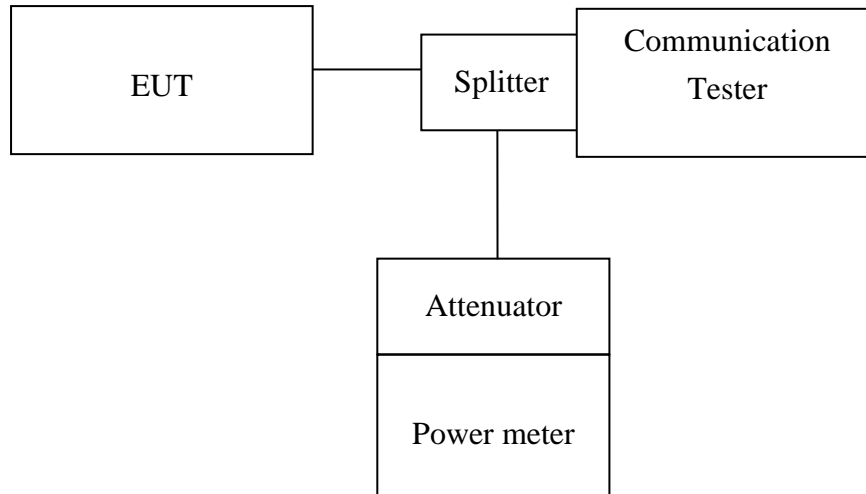 EUT
Splitter
Communication
Tester
Attenuator
Power meter